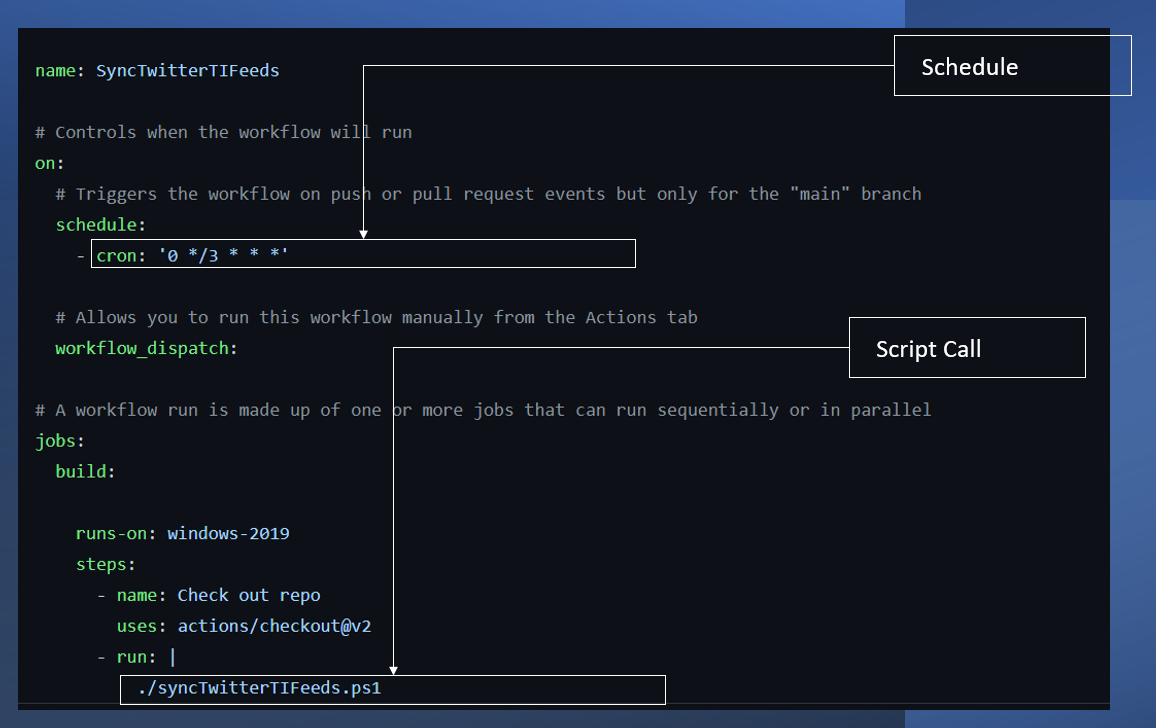 name: SyncTwitterTIFeeds
Schedule
# Controls when the workflow will run
on:
# Triggers the workflow on push or pull request events but only for the "main" branch
schedule:
- cron: '0 */3 * * *'
# Allows you to run this workflow manually from the Actions tab
workflow_dispatch:
Script Call
# A workflow run is made up of one or more jobs that can run sequentially or in parallel
jobs:
build:
runs-on: windows-2019
steps:
- name: Check out repo
uses: actions/checkout@v2
- run: |
./syncTwitterTIFeeds.ps1